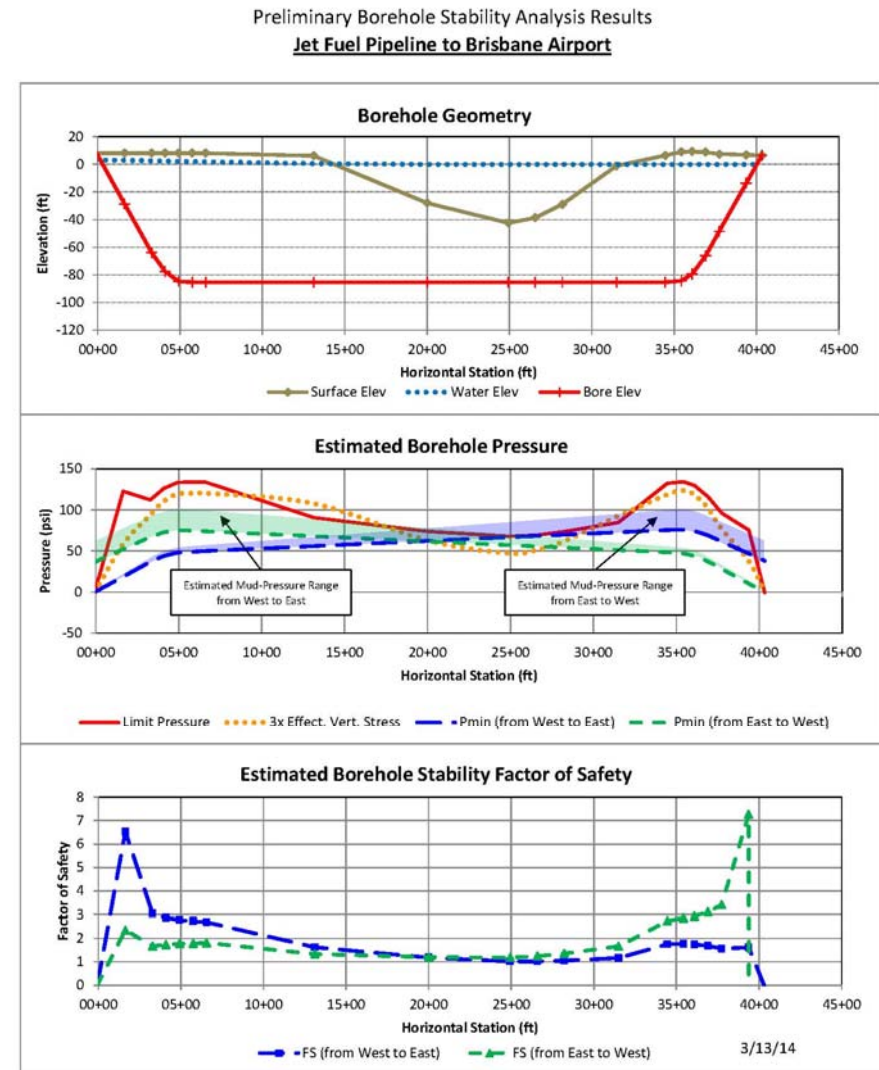 Preliminary Borehole Stability Analysis Results
Jet Fuel Pipeline to Brisbane Airport
Borehole Geometry
20
0
-20
-40
-60
-80
-100
-120
Elevation (ft)
00+00 05+00 10+00 15+00 20+00 25+00 30+00 35+00 40+00 45+00
Horizontal Station (ft)
Surface Elev Water Elev Bore Elev
Estimated Borehole Pressure
150
100
50
0
-50
Pressure (psi)
Estimated Mud-Pressure Range
from West to East
Estimated Mud-Pressure Range
from East to West
00+00 05+00 10+00 15+00 20+00 25+00 30+00 35+00 40+00 45+00
Horizontal Station (ft)
Limit Pressure 3x Effect. Vert. Stress Pmin (from West to East) Pmin (from East to West)
Estimated Borehole Stability Factor of Safety
8
7
6
5
4
3
2
1
0
Factor of Safety
00+00 05+00 10+00 15+00 20+00 25+00 30+00 35+00 40+00 45+00
Horizontal Station (ft)
FS (from West to East) FS (from East to West)
3/13/14